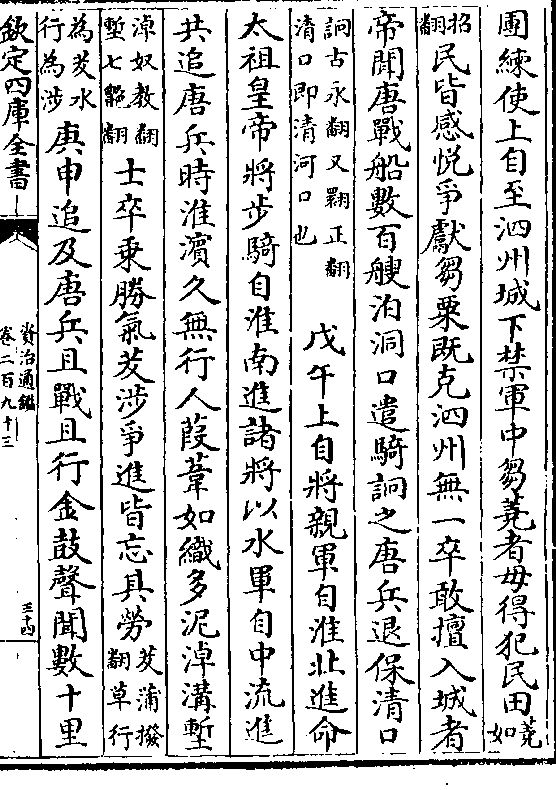 團練使上自至泗州城下禁軍中芻蕘者毋得犯民田蕘如
招翻民皆感悦爭獻芻粟既克泗州無一卒敢擅入城者
帝聞唐戰船數百艘泊洞口遣騎詗之唐兵退保清口
詗古永翻又翾正翻清口即清河口也　戊午上自將親軍自淮北進命
太祖皇帝將步騎自淮南進諸將以水軍自中流進
共追唐兵時淮濱久無行人葭葦如織多泥淖溝塹
淖奴教翻塹七豔翻士卒乗勝氣茇涉爭進皆忘其勞茇蒲撥翻草行
為茇水行為涉庚申追及唐兵且戰且行金鼓聲聞數十里
欽定四庫全書
資治通鑑
卷二百九十三
三十四